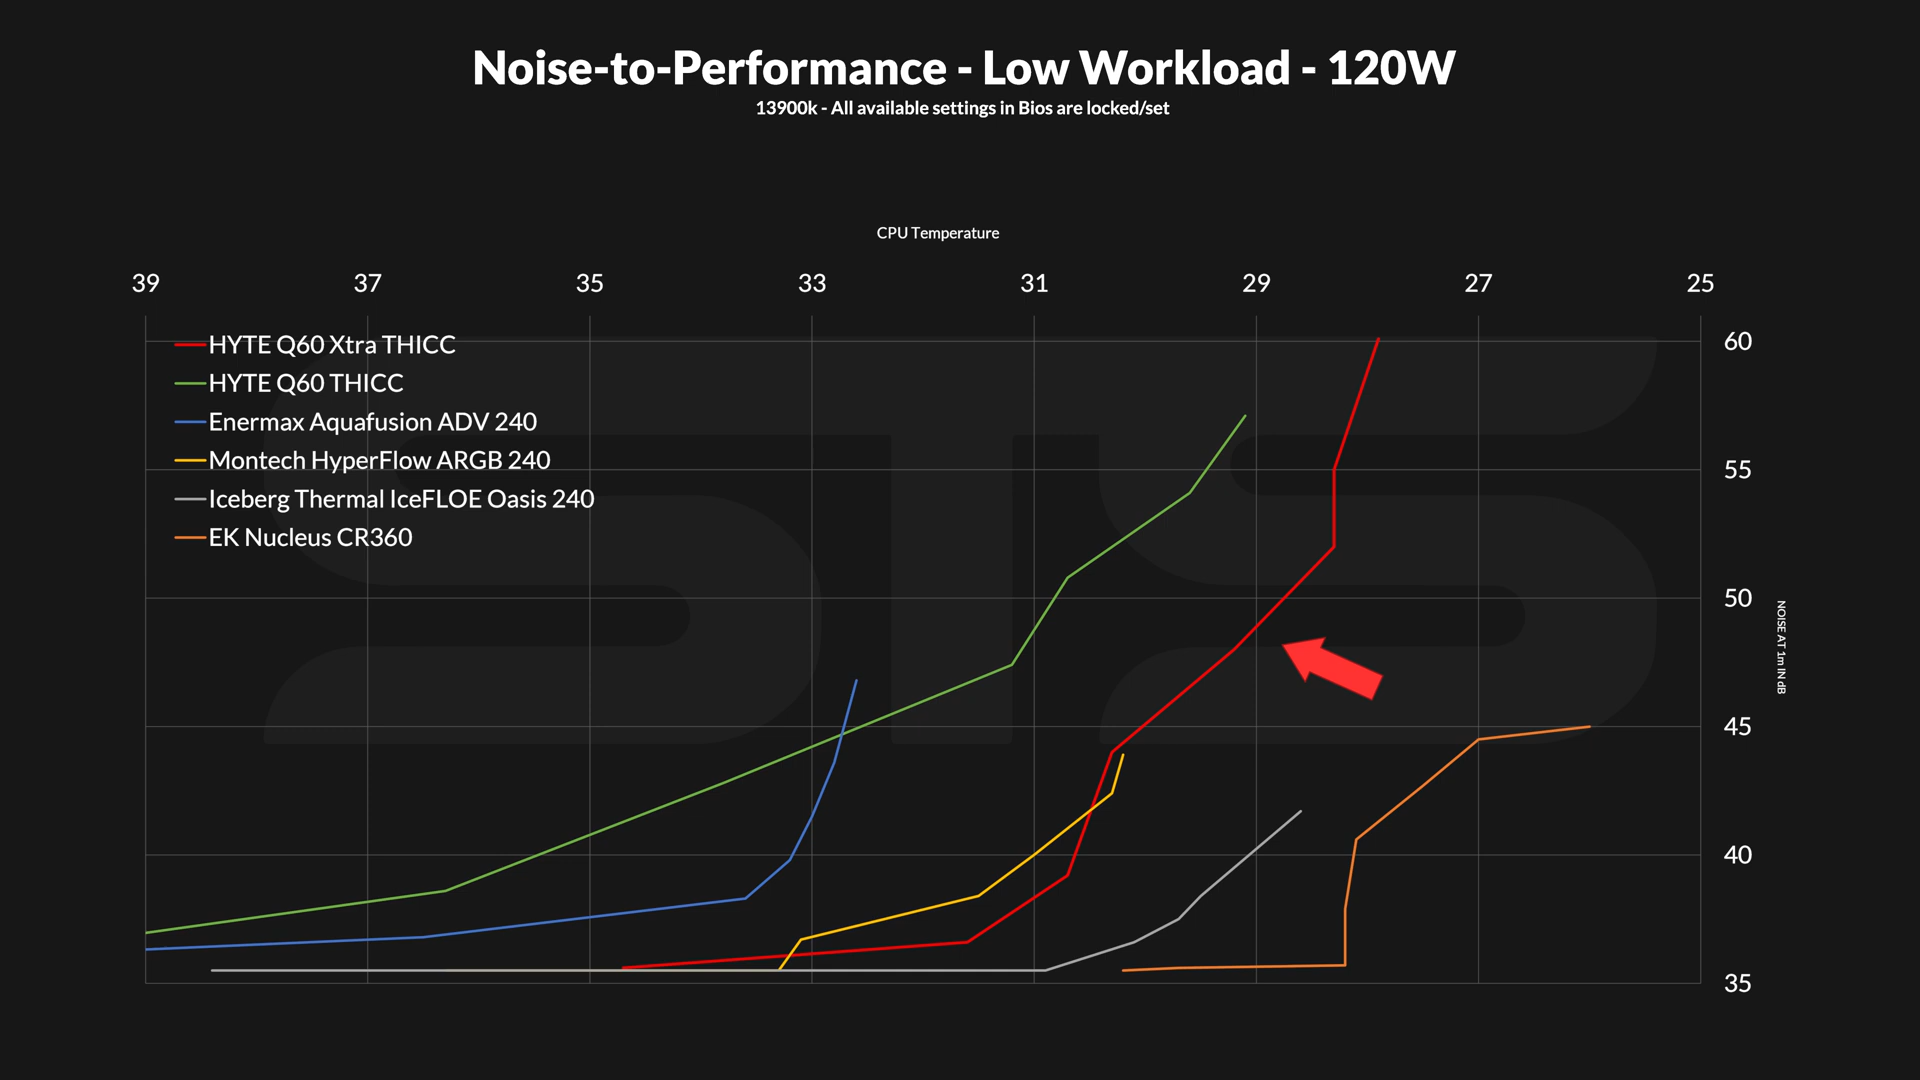 Noise-to-Performance - Low Workload - 120W
13900k - All available settings in Bios are locked/set
CPU Temperature
39 37 35 33 31 29 27 25
HYTE Q60 Xtra THICC
HYTE Q60 THICC
Enermax Aquafusion ADV 240
Montech HyperFlow ARGB 240
Iceberg Thermal IceFLOE Oasis 240
EK Nucleus CR360
60
55
50
45
40
35
NOISE AT 1m IN dB
STS